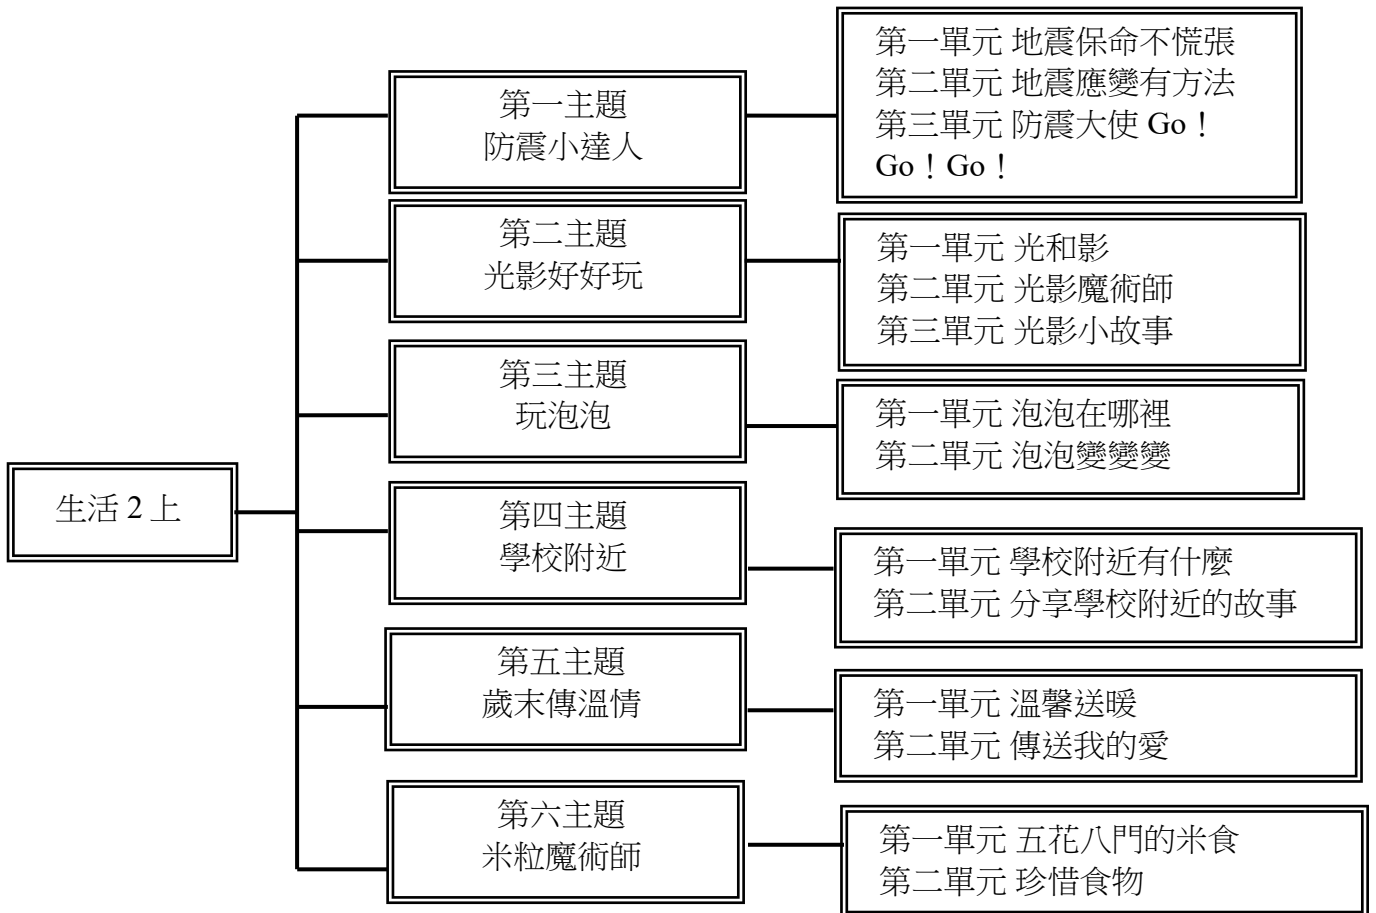 生活 2 上
第一主題
防震小達人
第一單元 地震保命不慌張
第二單元 地震應變有方法
第三單元 防震大使 Go！
Go！Go！
第二主題
光影好好玩
第一單元 光和影
第二單元 光影魔術師
第三單元 光影小故事
第三主題
玩泡泡
第一單元 泡泡在哪裡
第二單元 泡泡變變變
第四主題
學校附近
第一單元 學校附近有什麼
第二單元 分享學校附近的故事
第五主題
歲末傳溫情
第一單元 溫馨送暖
第二單元 傳送我的愛
第六主題
米粒魔術師
第一單元 五花八門的米食
第二單元 珍惜食物